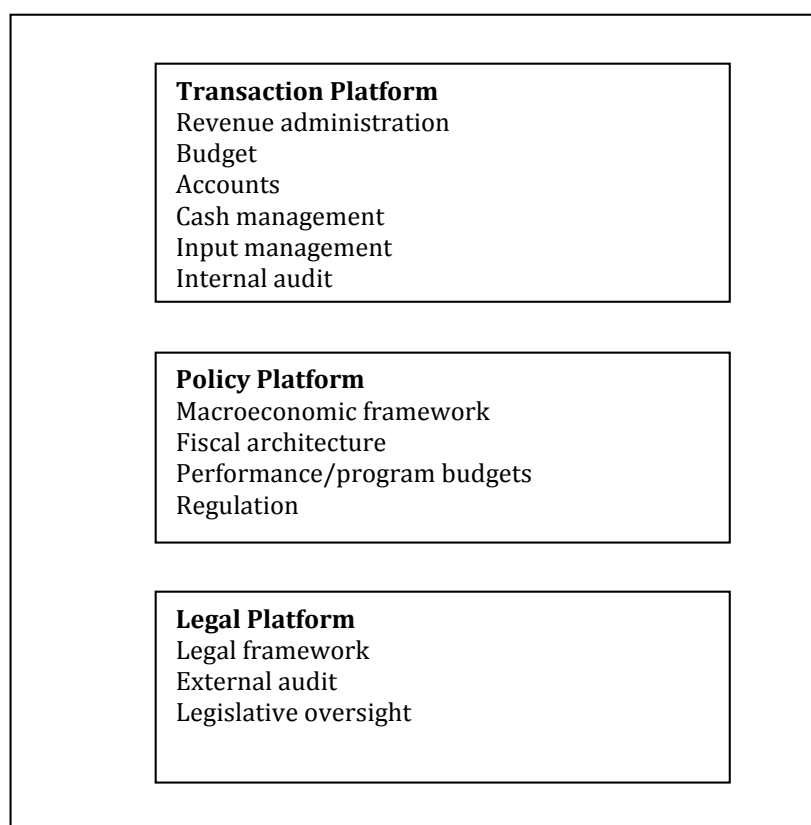 Transaction Platform
Revenue administration
Budget
Accounts
Cash management
Input management
Internal audit
Policy Platform
Macroeconomic framework
Fiscal architecture
Performance/program budgets
Regulation
Legal Platform
Legal framework
External audit
Legislative oversight